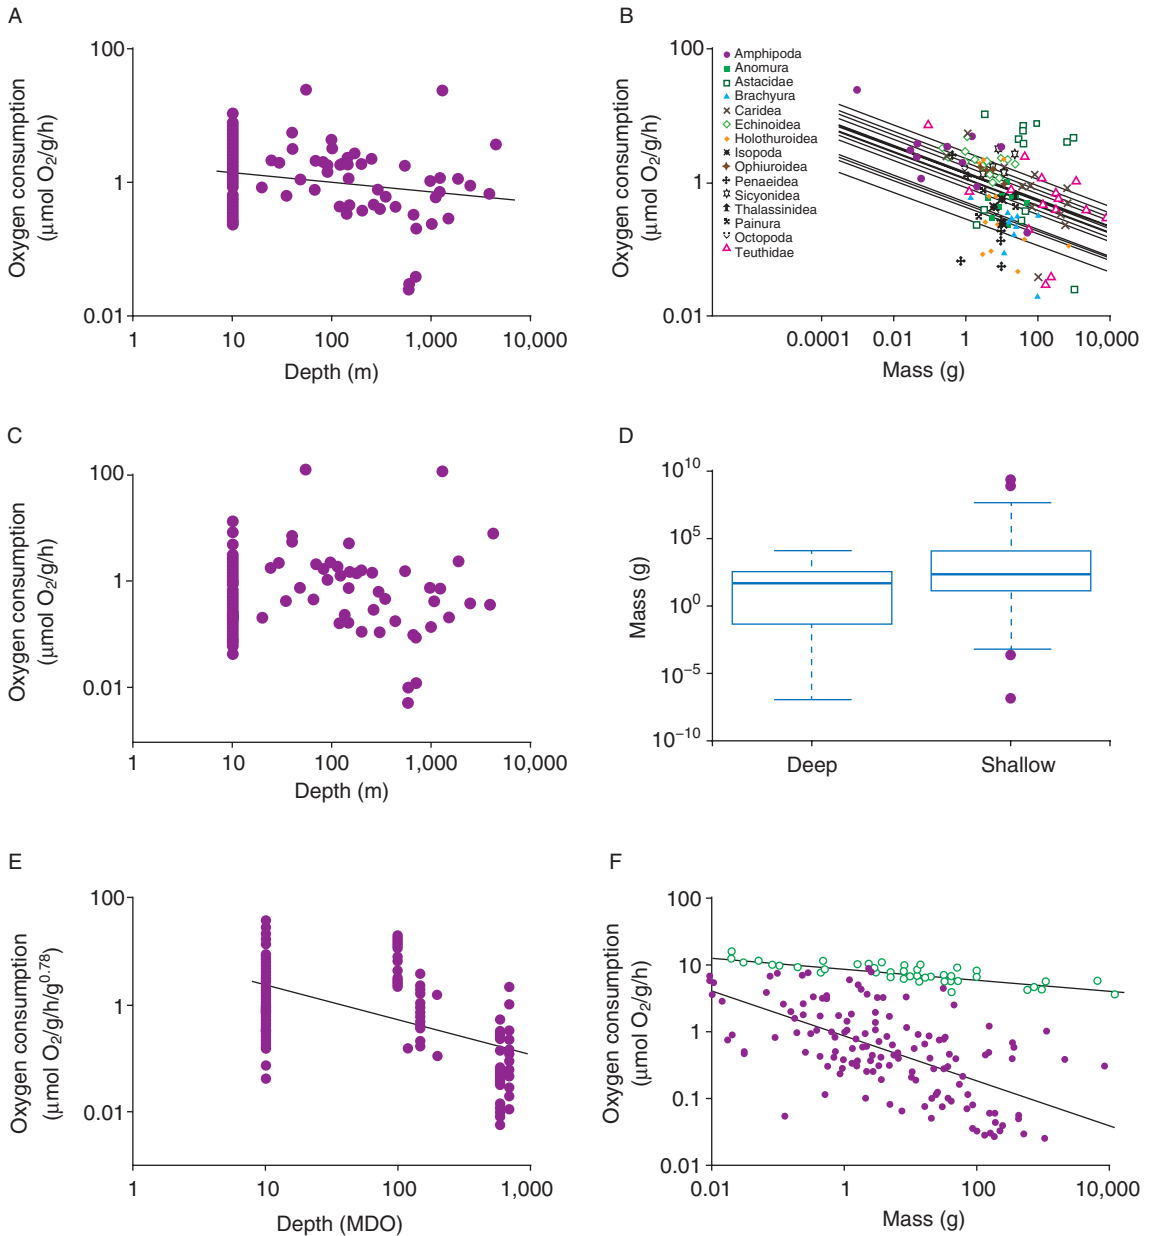 A
Oxygen consumption
(μmol O2/g/h)
100
1
0.01
1
10
100
1,000
10,000
Depth (m)
B
Oxygen consumption
(μmol O2/g/h)
100
1
0.01
Amphipoda
Anomura
Astacidae
Brachyura
Caridea
Echinoidea
Holothuroidea
Isopoda
Ophiuroidea
Penaeidea
Sicyonidea
Thalassinidea
Painura
Octopoda
Teuthidae
0.0001
0.01
1
100
10,000
Mass (g)
C
Oxygen consumption
(μmol O2/g/h)
100
1
0.01
1
10
100
1,000
10,000
Depth (m)
D
Mass (g)
10^10
10^5
10^0
10^−5
10^−10
Deep
Shallow
E
Oxygen consumption
(μmol O2/g/h/g^0.78)
100
1
0.01
1
10
100
1,000
Depth (MDO)
F
Oxygen consumption
(μmol O2/g/h)
100
10
1
0.1
0.01
0.01
1
100
10,000
Mass (g)